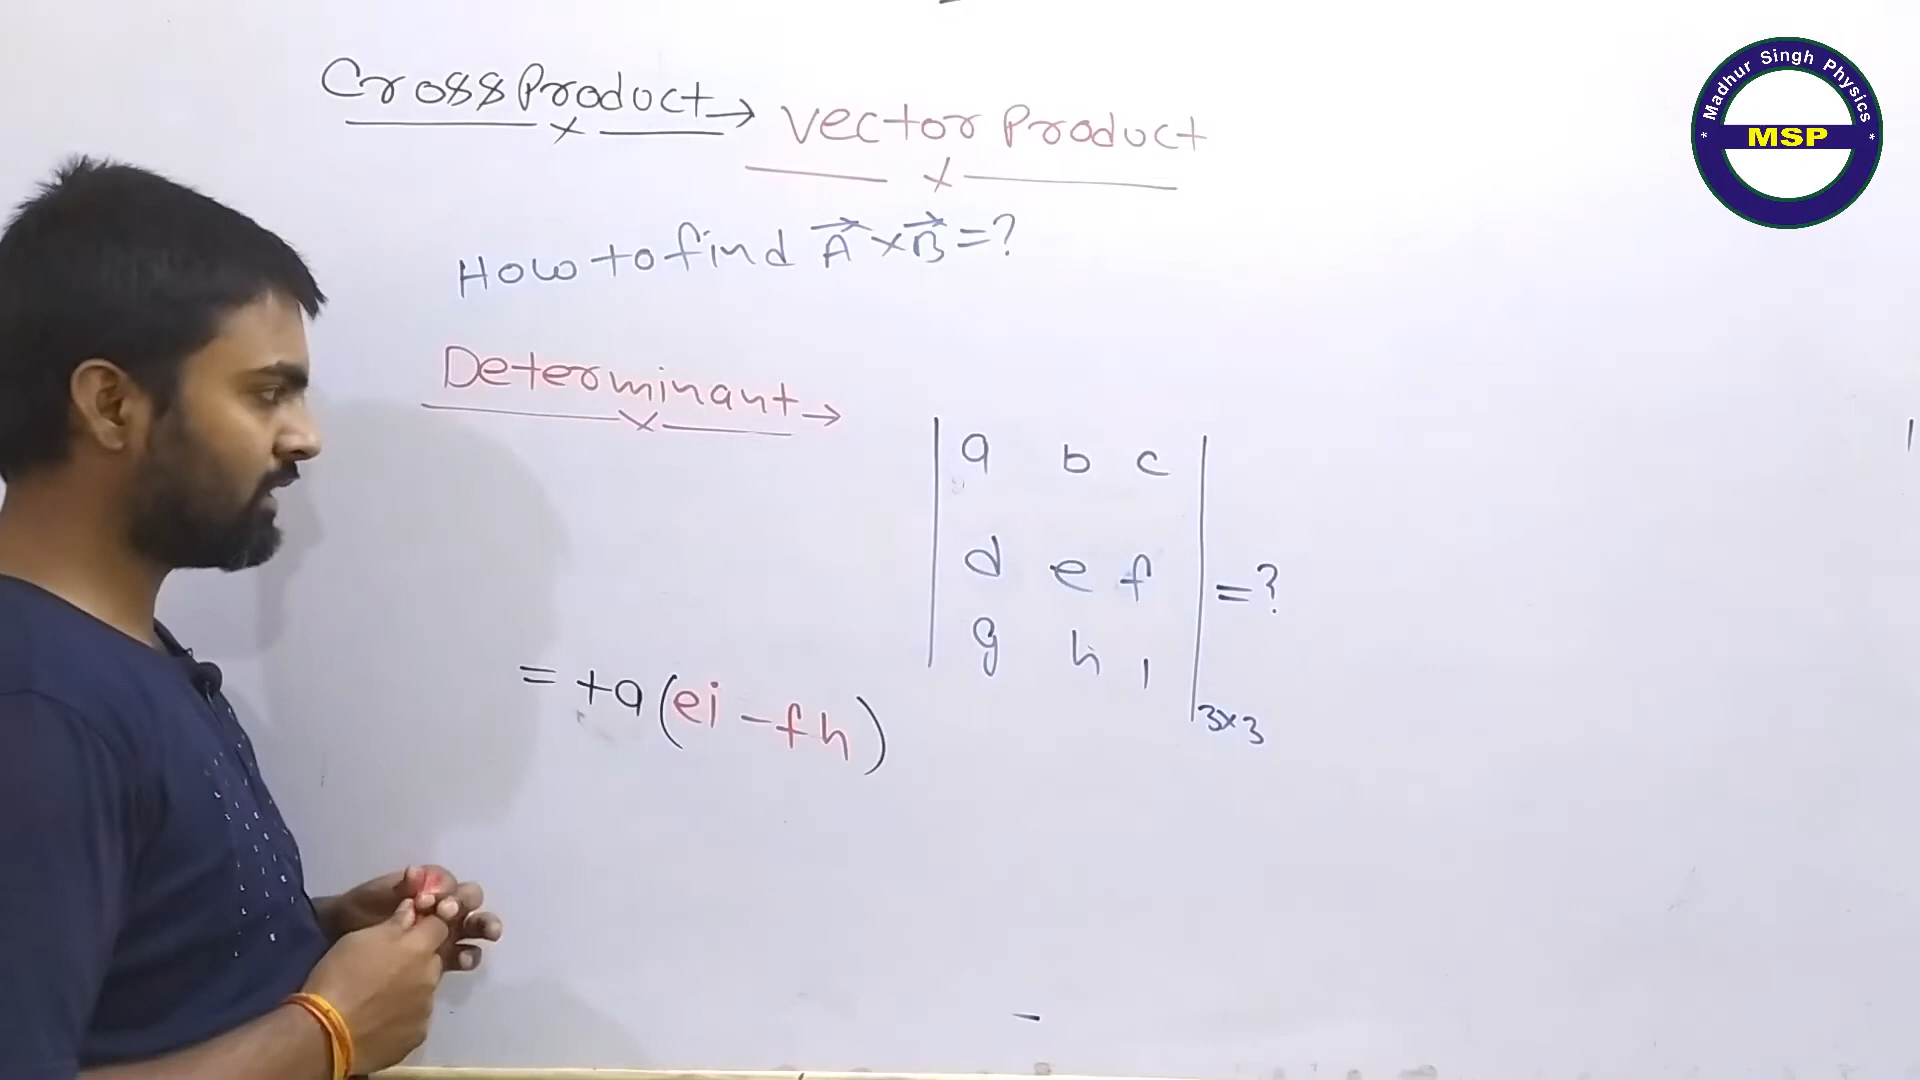 Cross Product → Vector Product
How to find A⃗ × B⃗ = ?
Determinant →
a b c
d e f = ?
g h i
3×3
= +a(ei - fh)
* Madhur Singh Physics *
MSP